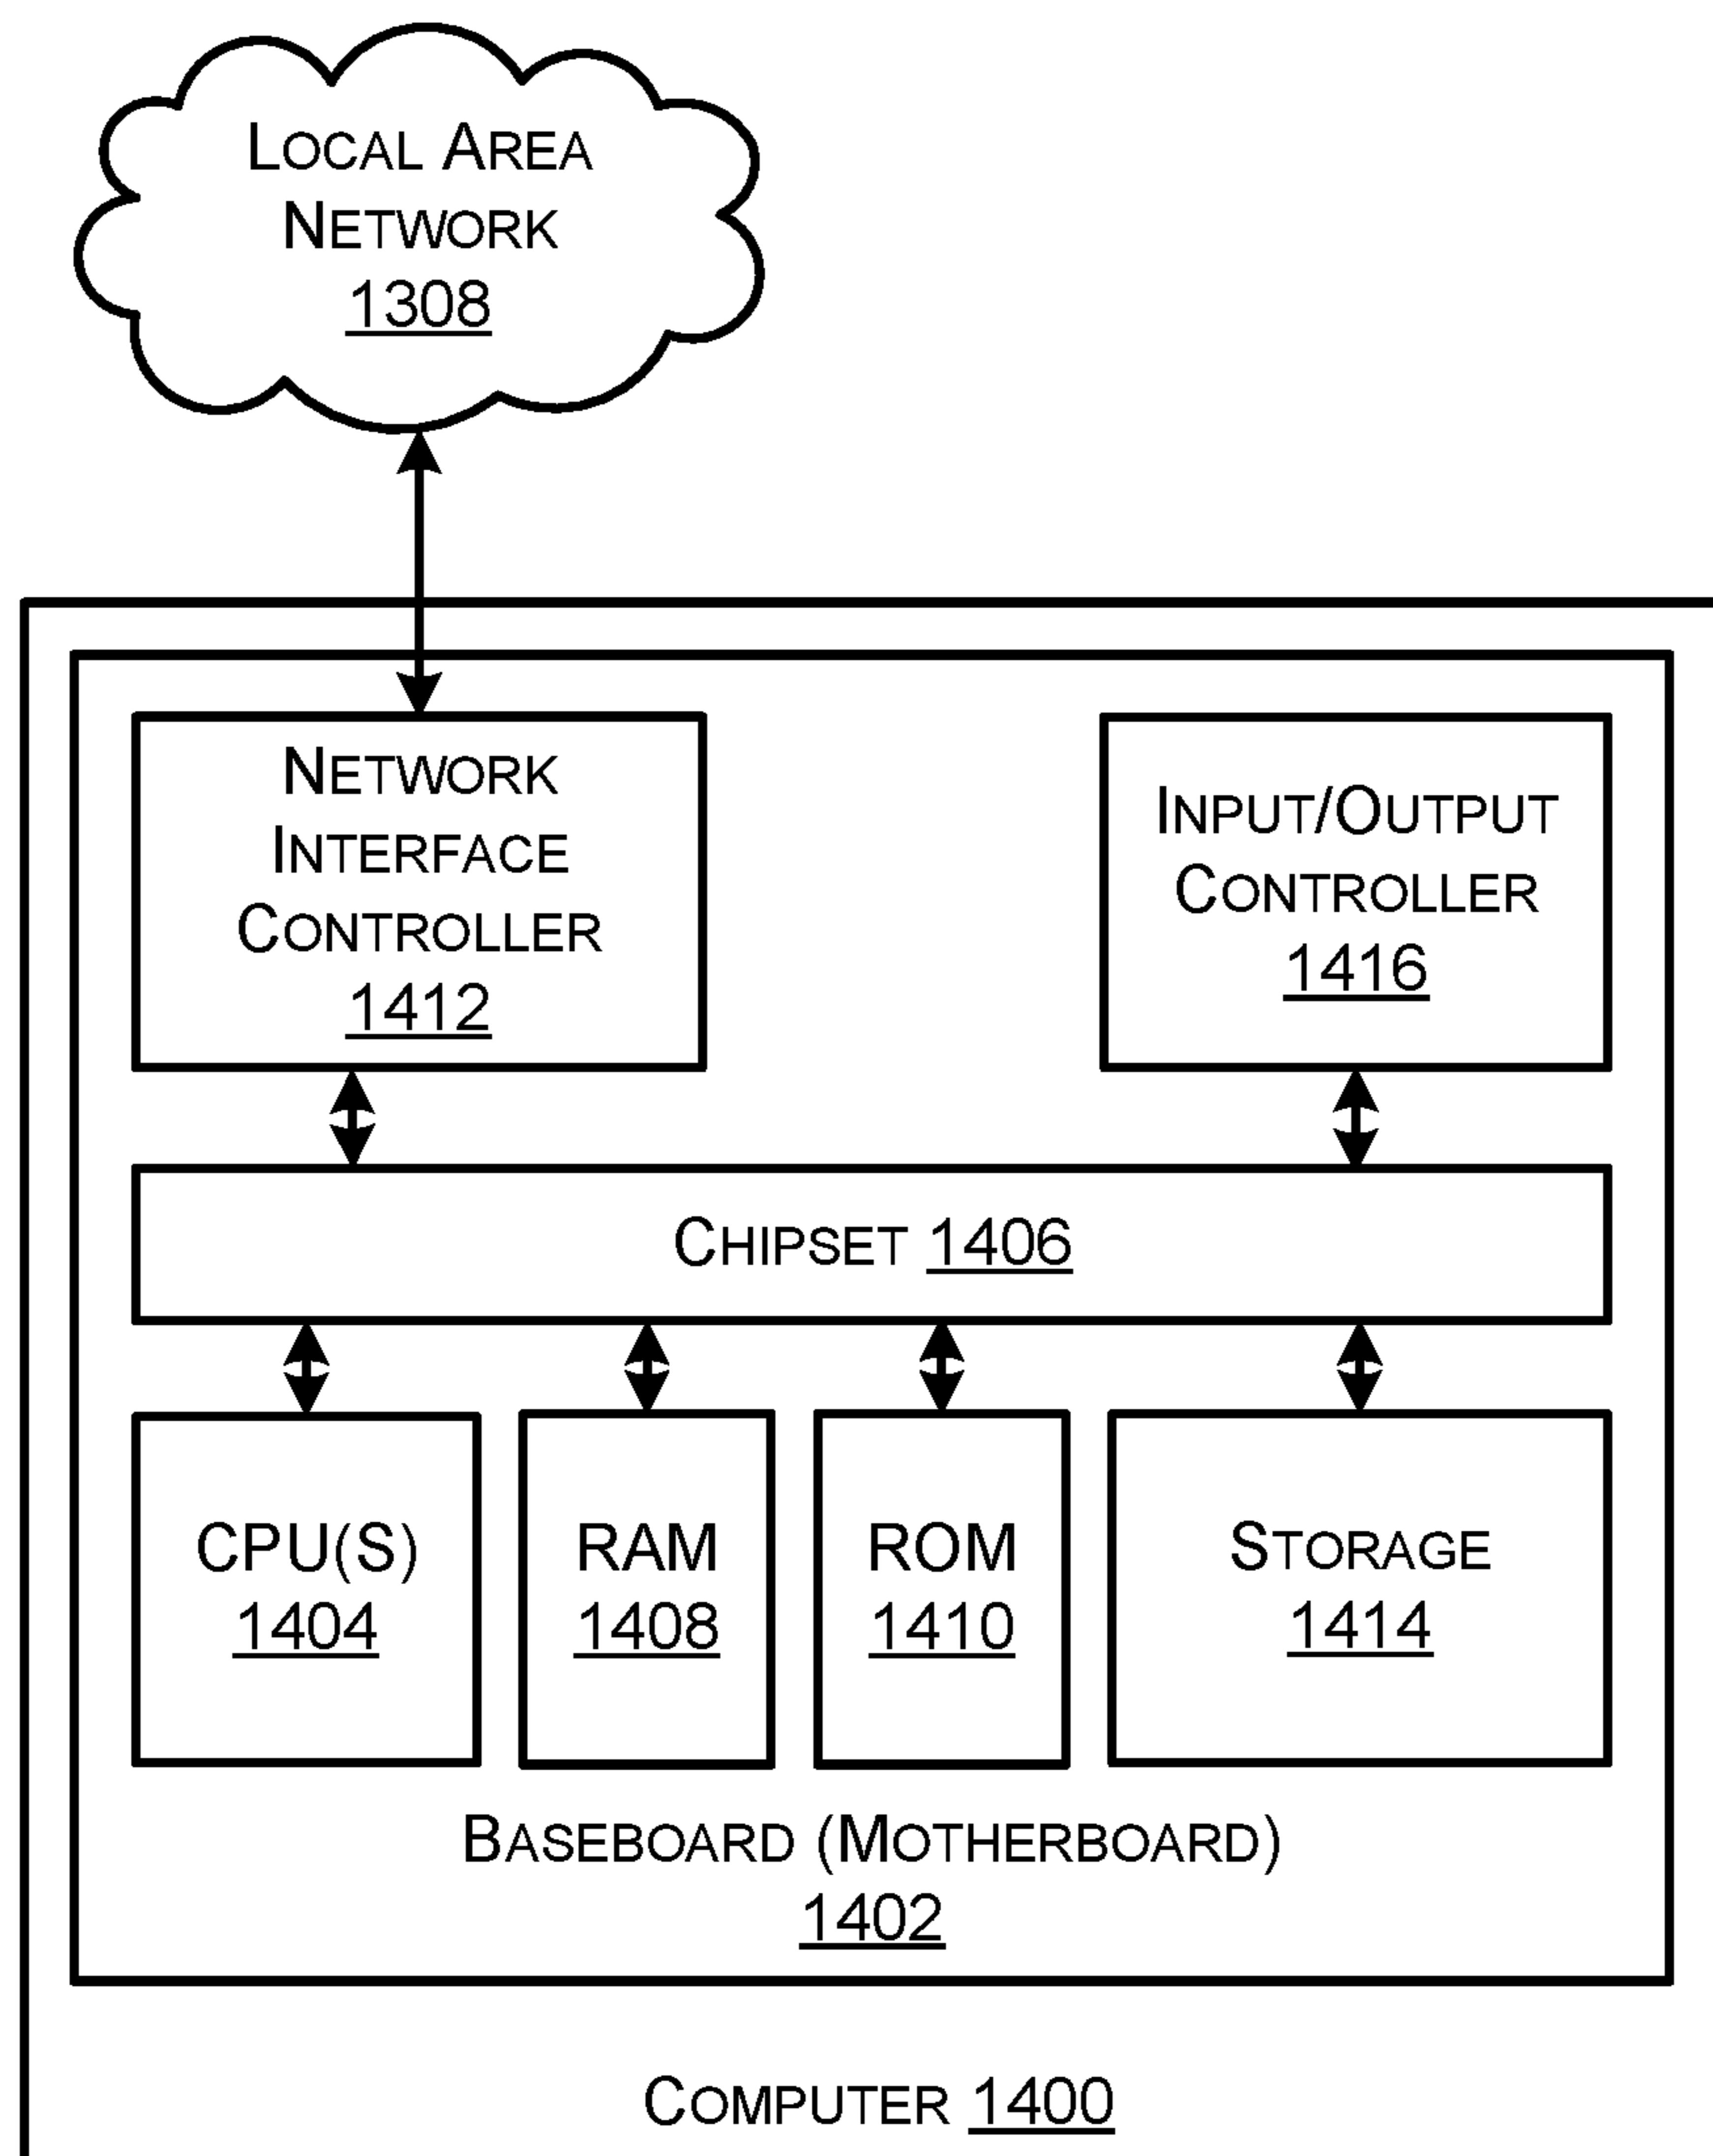 Local Area
Network
1308
Network
Interface
Controller
1412
Input/Output
Controller
1416
Chipset 1406
CPU(s)
1404
RAM
1408
ROM
1410
Storage
1414
Baseboard (Motherboard)
1402
Computer 1400